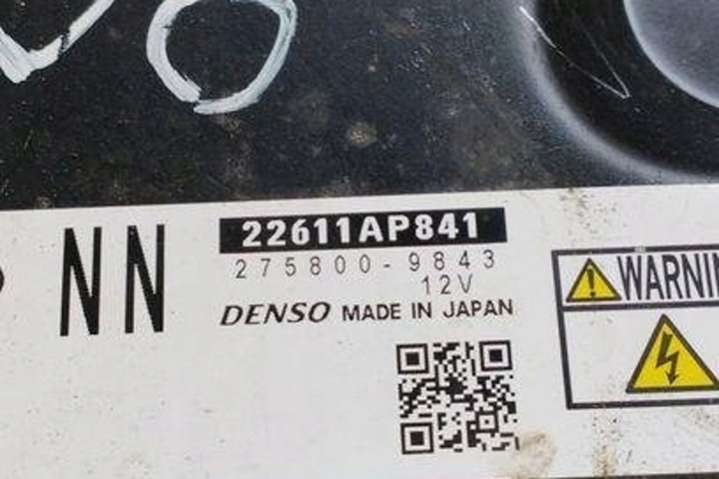 NN
22611AP841
275800-9843
12V
DENSO MADE IN JAPAN
WARNIN